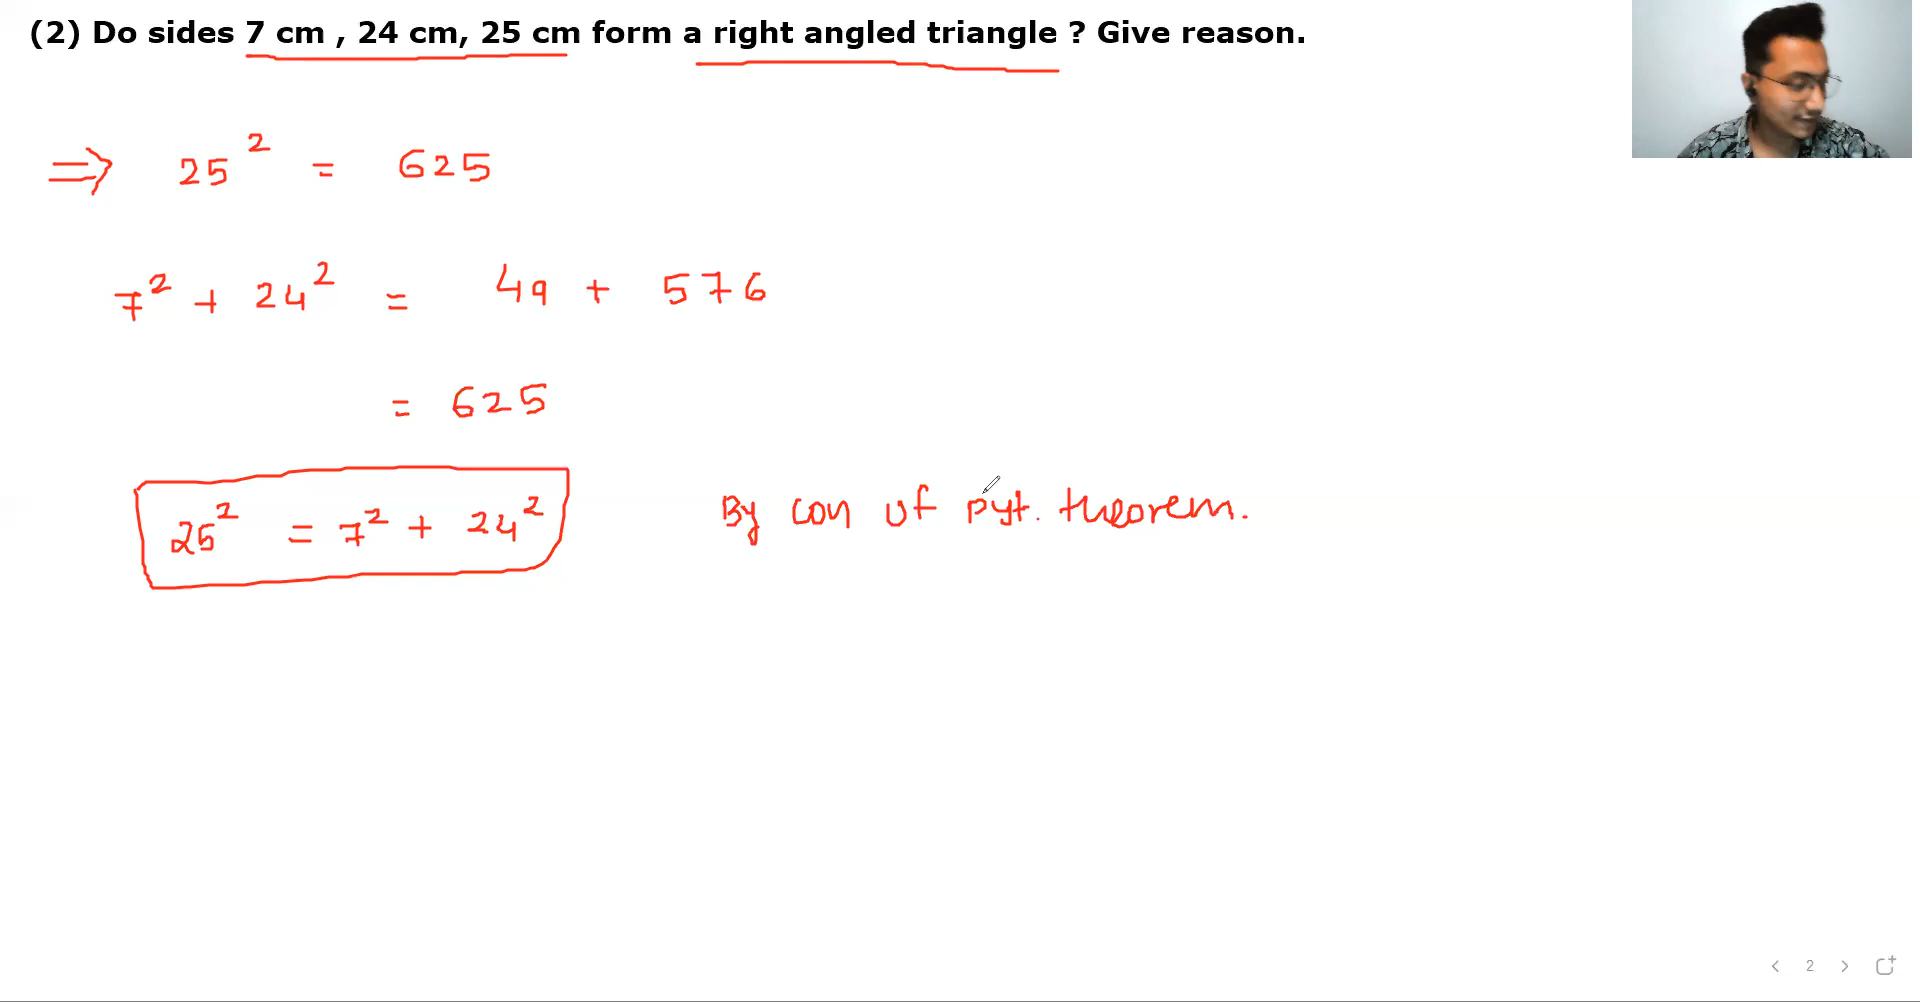 (2) Do sides 7 cm , 24 cm, 25 cm form a right angled triangle ? Give reason.
⇒ 25² = 625
7² + 24² = 49 + 576
= 625
25² = 7² + 24² By con of pyt. theorem.
2